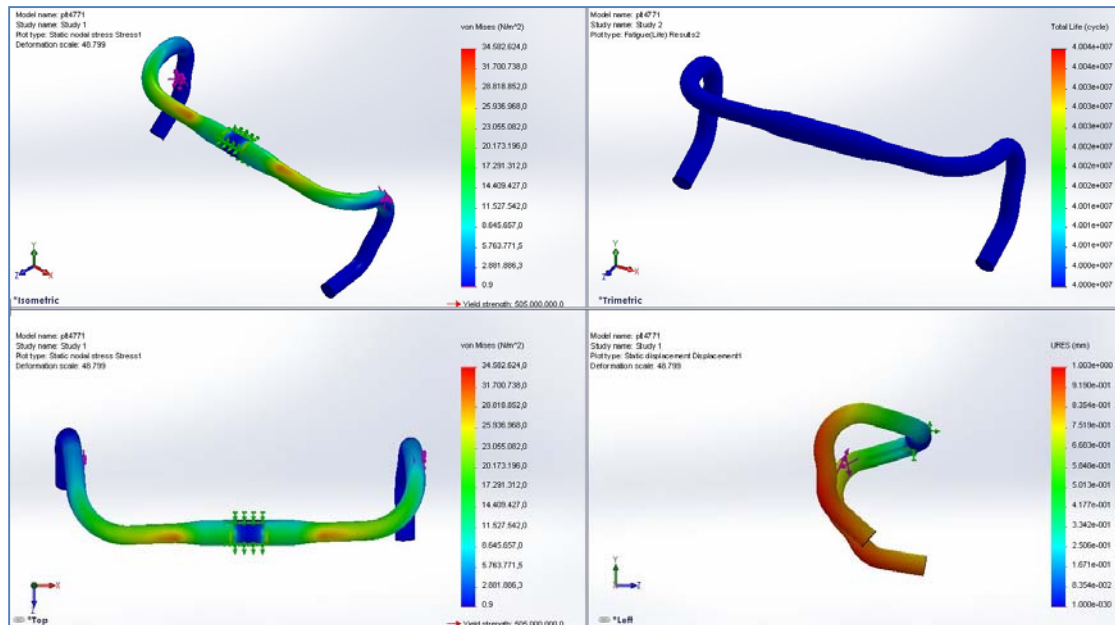 Model name: plt4771
Study name: Study 1
Plot type: Static nodal stress Stress1
Deformation scale: 48.799
von Mises (N/m^2)
34.582.624,0
31.700.738,0
28.818.852,0
25.936.968,0
23.055.082,0
20.173.196,0
17.291.312,0
14.409.427,0
11.527.542,0
8.645.657,0
5.763.771,5
2.881.886,3
0.9
Yield strength: 505.000.000,0
Y
Z
X
*Isometric
Model name: plt4771
Study name: Study 2
Plot type: Fatigue(Life) Results2
Total Life (cycle)
4.004e+007
4.004e+007
4.003e+007
4.003e+007
4.003e+007
4.002e+007
4.002e+007
4.002e+007
4.001e+007
4.001e+007
4.001e+007
4.000e+007
4.000e+007
Y
Z
X
*Trimetric
Model name: plt4771
Study name: Study 1
Plot type: Static nodal stress Stress1
Deformation scale: 48.799
von Mises (N/m^2)
34.582.624,0
31.700.738,0
28.818.852,0
25.936.968,0
23.055.082,0
20.173.196,0
17.291.312,0
14.409.427,0
11.527.542,0
8.645.657,0
5.763.771,5
2.881.886,3
0.9
Yield strength: 505.000.000,0
X
Z
*Top
Model name: plt4771
Study name: Study 1
Plot type: Static displacement Displacement1
Deformation scale: 48.799
URES (mm)
1.003e+000
9.190e-001
8.354e-001
7.519e-001
6.683e-001
5.848e-001
5.013e-001
4.177e-001
3.342e-001
2.506e-001
1.671e-001
8.354e-002
1.000e-030
Y
Z
*Left